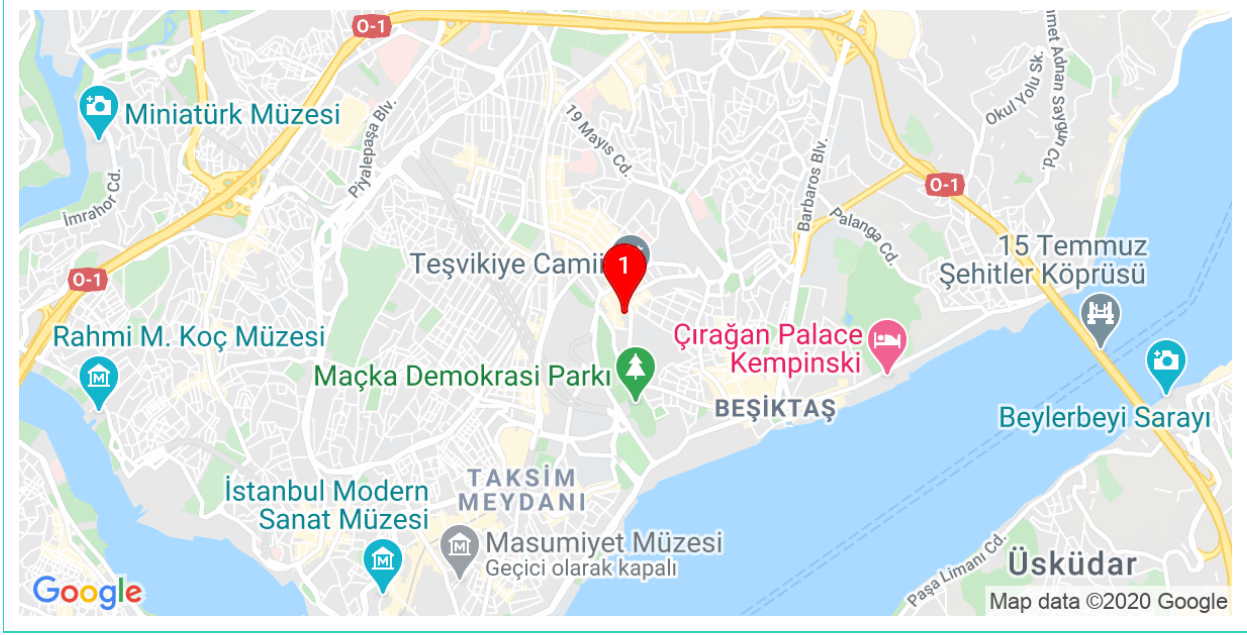 O-1
Miniatürk Müzesi
Piyalepaşa Blv.
19 Mayıs Cd.
Okul Yolu Sk.
met Adnan Saygun Cd.
İmrahor Cd.
Barbaros Blv.
O-1
Palanga Cd.
15 Temmuz
Şehitler Köprüsü
Teşvikiye Camii
1
O-1
Rahmi M. Koç Müzesi
Çırağan Palace
Kempinski
Maçka Demokrasi Parkı
BEŞİKTAŞ
Beylerbeyi Sarayı
TAKSİM
MEYDANI
İstanbul Modern
Sanat Müzesi
Masumiyet Müzesi
Geçici olarak kapalı
Paşa Limanı Cd.
Üsküdar
Google
Map data ©2020 Google